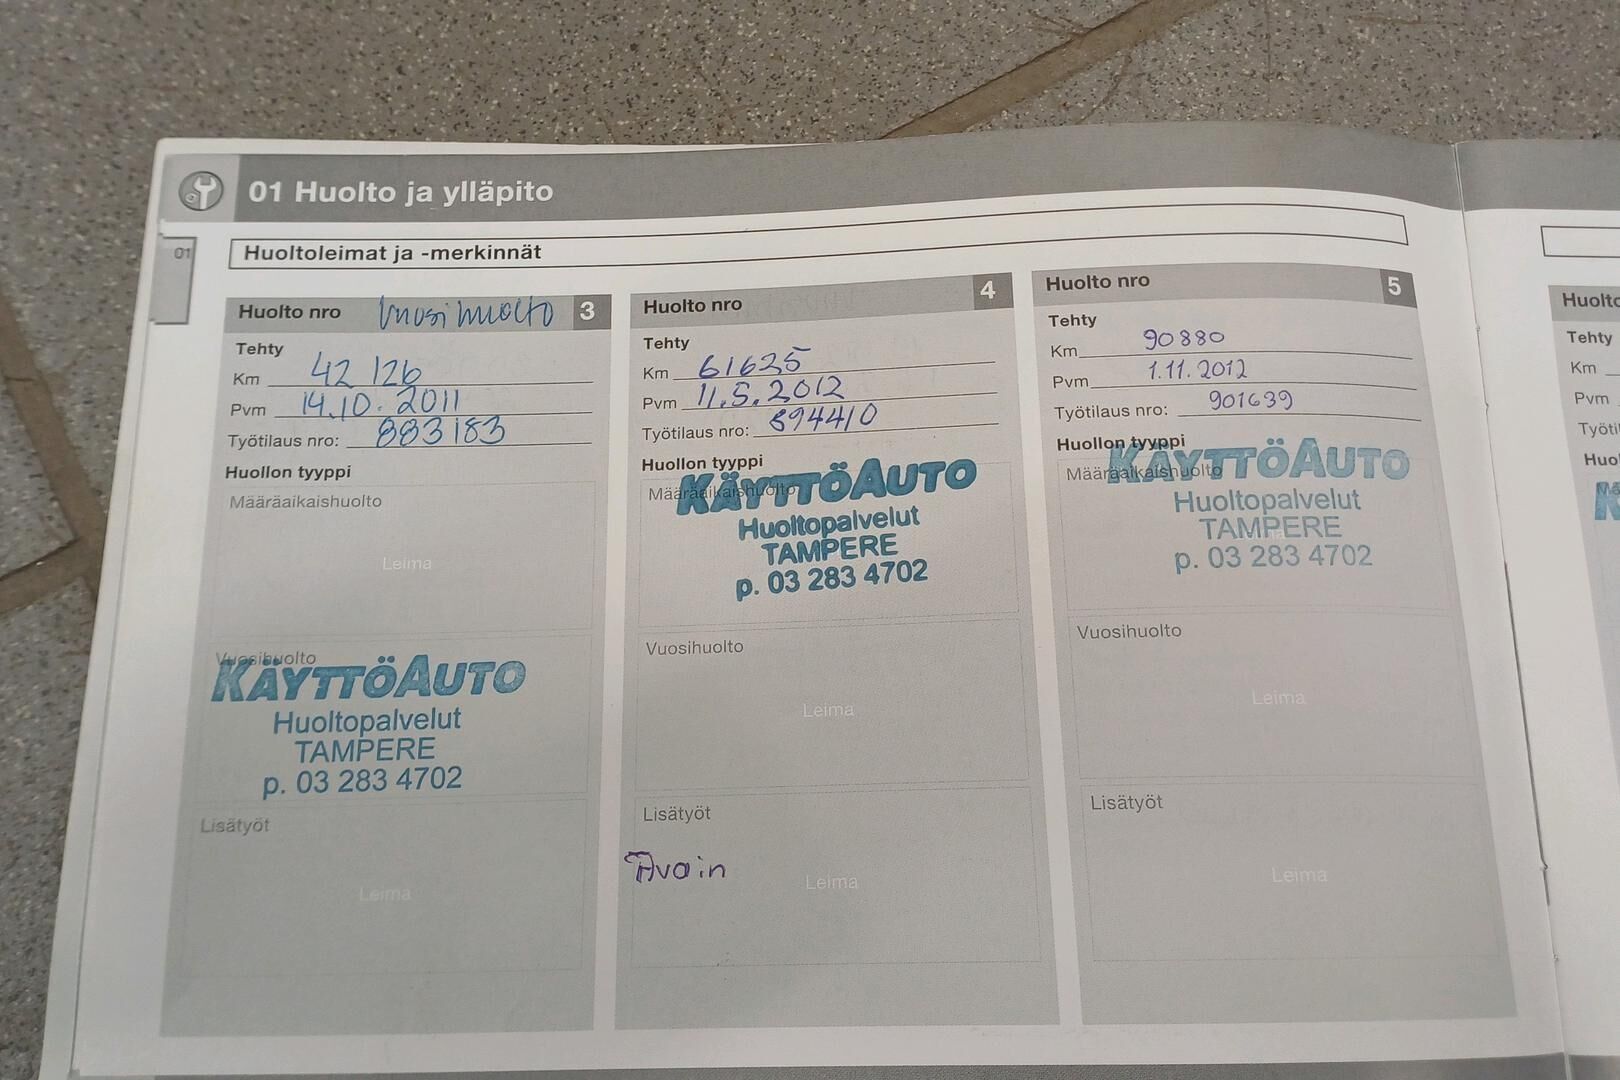 01 Huolto ja ylläpito
01
Huoltoleimat ja -merkinnät
Huolto nro Vuosihuolto 3
Tehty
Km 42 126
Pvm 14.10. 2011
Työtilaus nro: 883183
Huollon tyyppi
Määräaikaishuolto
Leima
Vuosihuolto
KÄYTTÖAUTO
Huoltopalvelut
TAMPERE
p. 03 283 4702
Lisätyöt
Leima
Huolto nro 4
Tehty
Km 61635
Pvm 11.5.2012
Työtilaus nro: 894410
Huollon tyyppi
Määräaikaishuolto
KÄYTTÖAUTO
Huoltopalvelut
TAMPERE
p. 03 283 4702
Vuosihuolto
Leima
Lisätyöt
Avain
Leima
Huolto nro 5
Tehty
Km 90880
Pvm 1.11.2012
Työtilaus nro: 901639
Huollon tyyppi
Määräaikaishuolto
KÄYTTÖAUTO
Huoltopalvelut
TAMPERE
p. 03 283 4702
Vuosihuolto
Leima
Lisätyöt
Leima
Huolto
Tehty
Km
Pvm
Työti
Huo